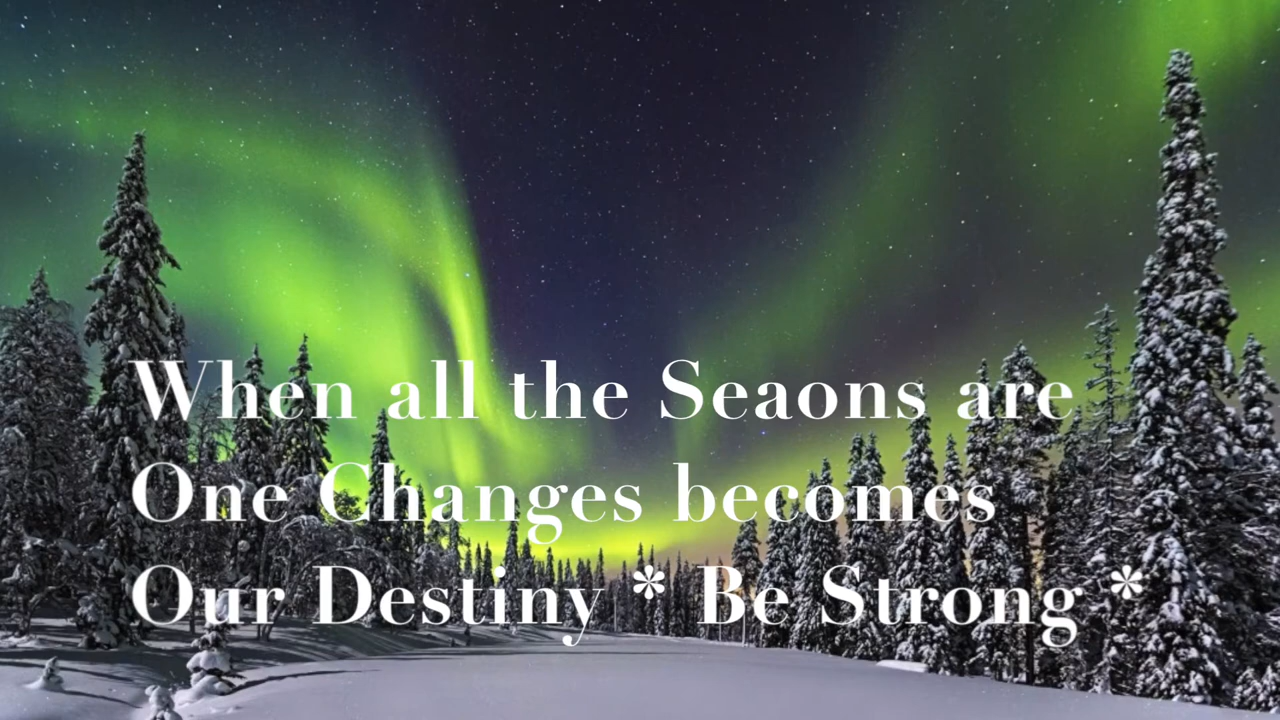 When all the Seaons are
One Changes becomes
Our Destiny * Be Strong *